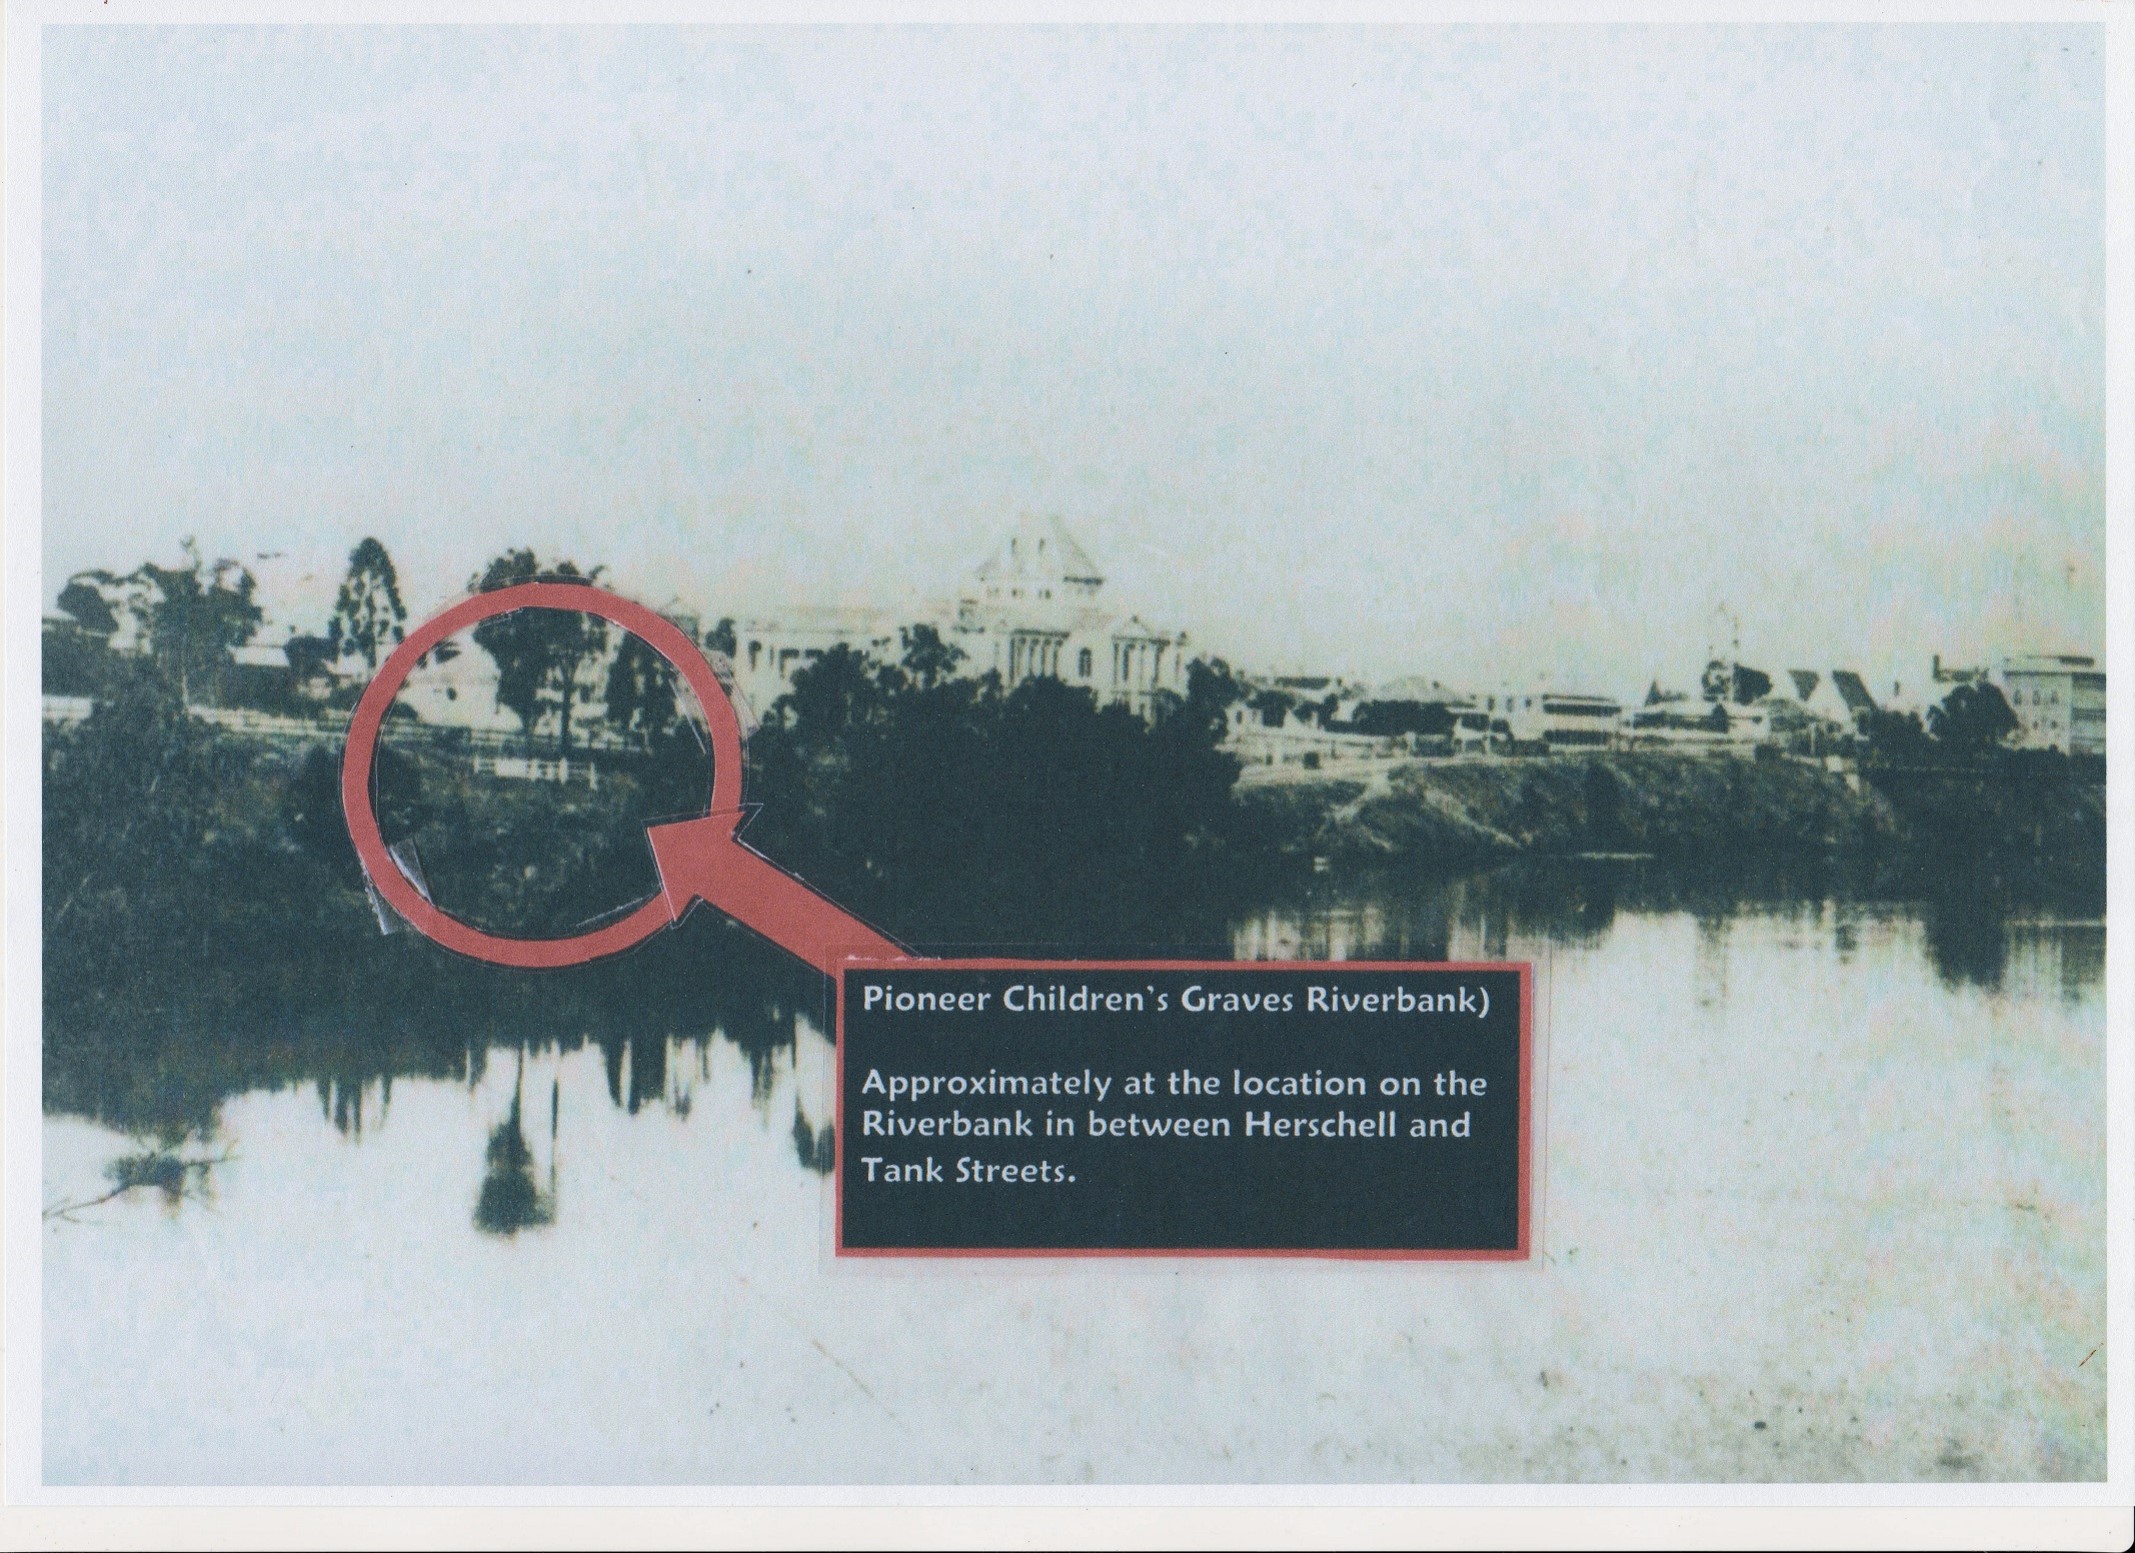 Pioneer Children's Graves Riverbank)
Approximately at the location on the
Riverbank in between Herschell and
Tank Streets.